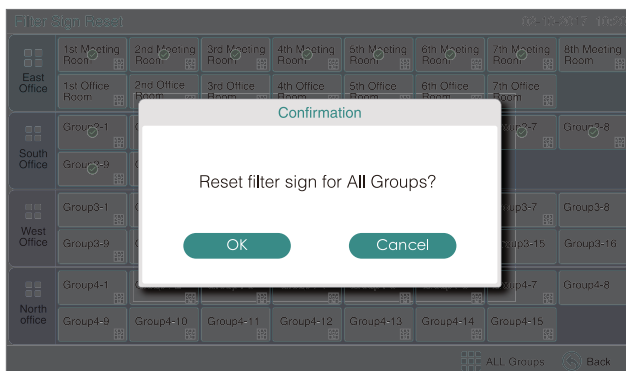 Filter Sign Reset
1st Meeting Room
2nd Meeting Room
3rd Meeting Room
4th Meeting Room
5th Meeting Room
6th Meeting Room
7th Meeting Room
8th Meeting Room
East Office
1st Office Room
2nd Office Room
3rd Office Room
4th Office Room
5th Office Room
6th Office Room
7th Office Room
Confirmation
Reset filter sign for All Groups?
OK
Cancel
South Office
Group2-1
Group2-8
Group2-9
West Office
Group3-1
Group3-8
Group3-9
Group3-16
North office
Group4-1
Group4-8
Group4-9
Group4-10
Group4-11
Group4-12
Group4-13
Group4-14
Group4-15
ALL Groups
Back